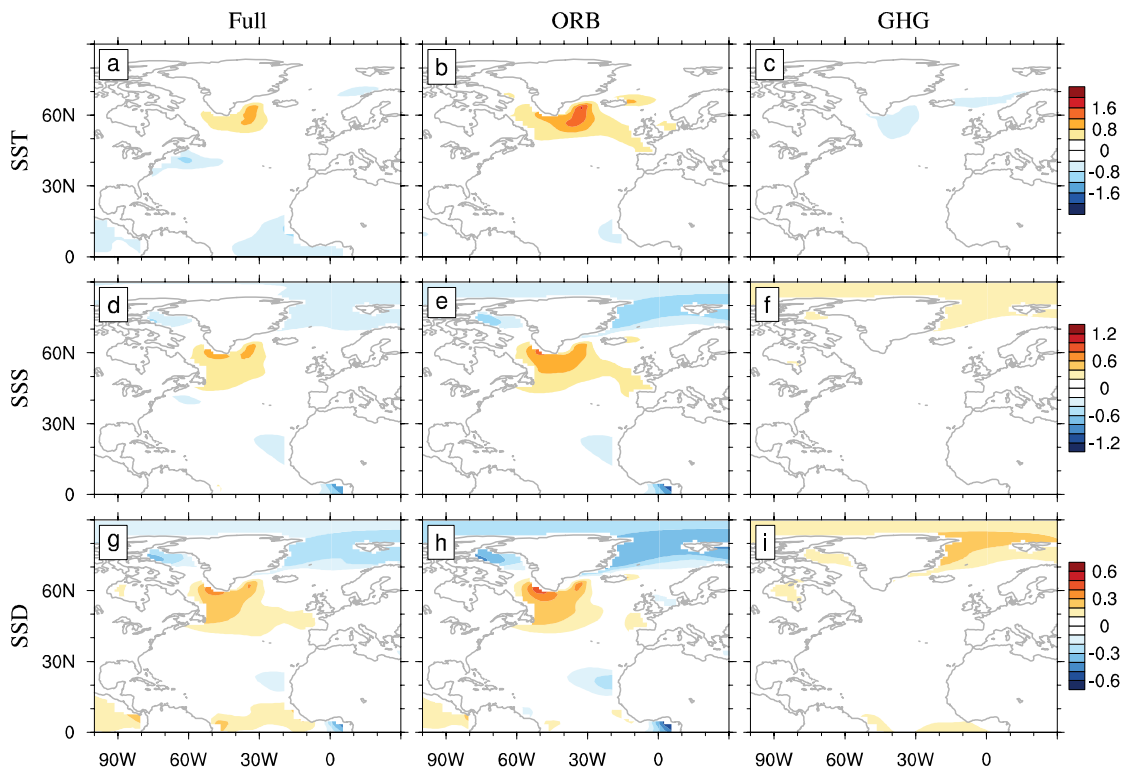 Full ORB GHG
a b c
60N
30N
0
SST
1.6
0.8
0
-0.8
-1.6
d e f
60N
30N
0
SSS
1.2
0.6
0
-0.6
-1.2
g h i
60N
30N
0
SSD
0.6
0.3
0
-0.3
-0.6
90W 60W 30W 0 90W 60W 30W 0 90W 60W 30W 0